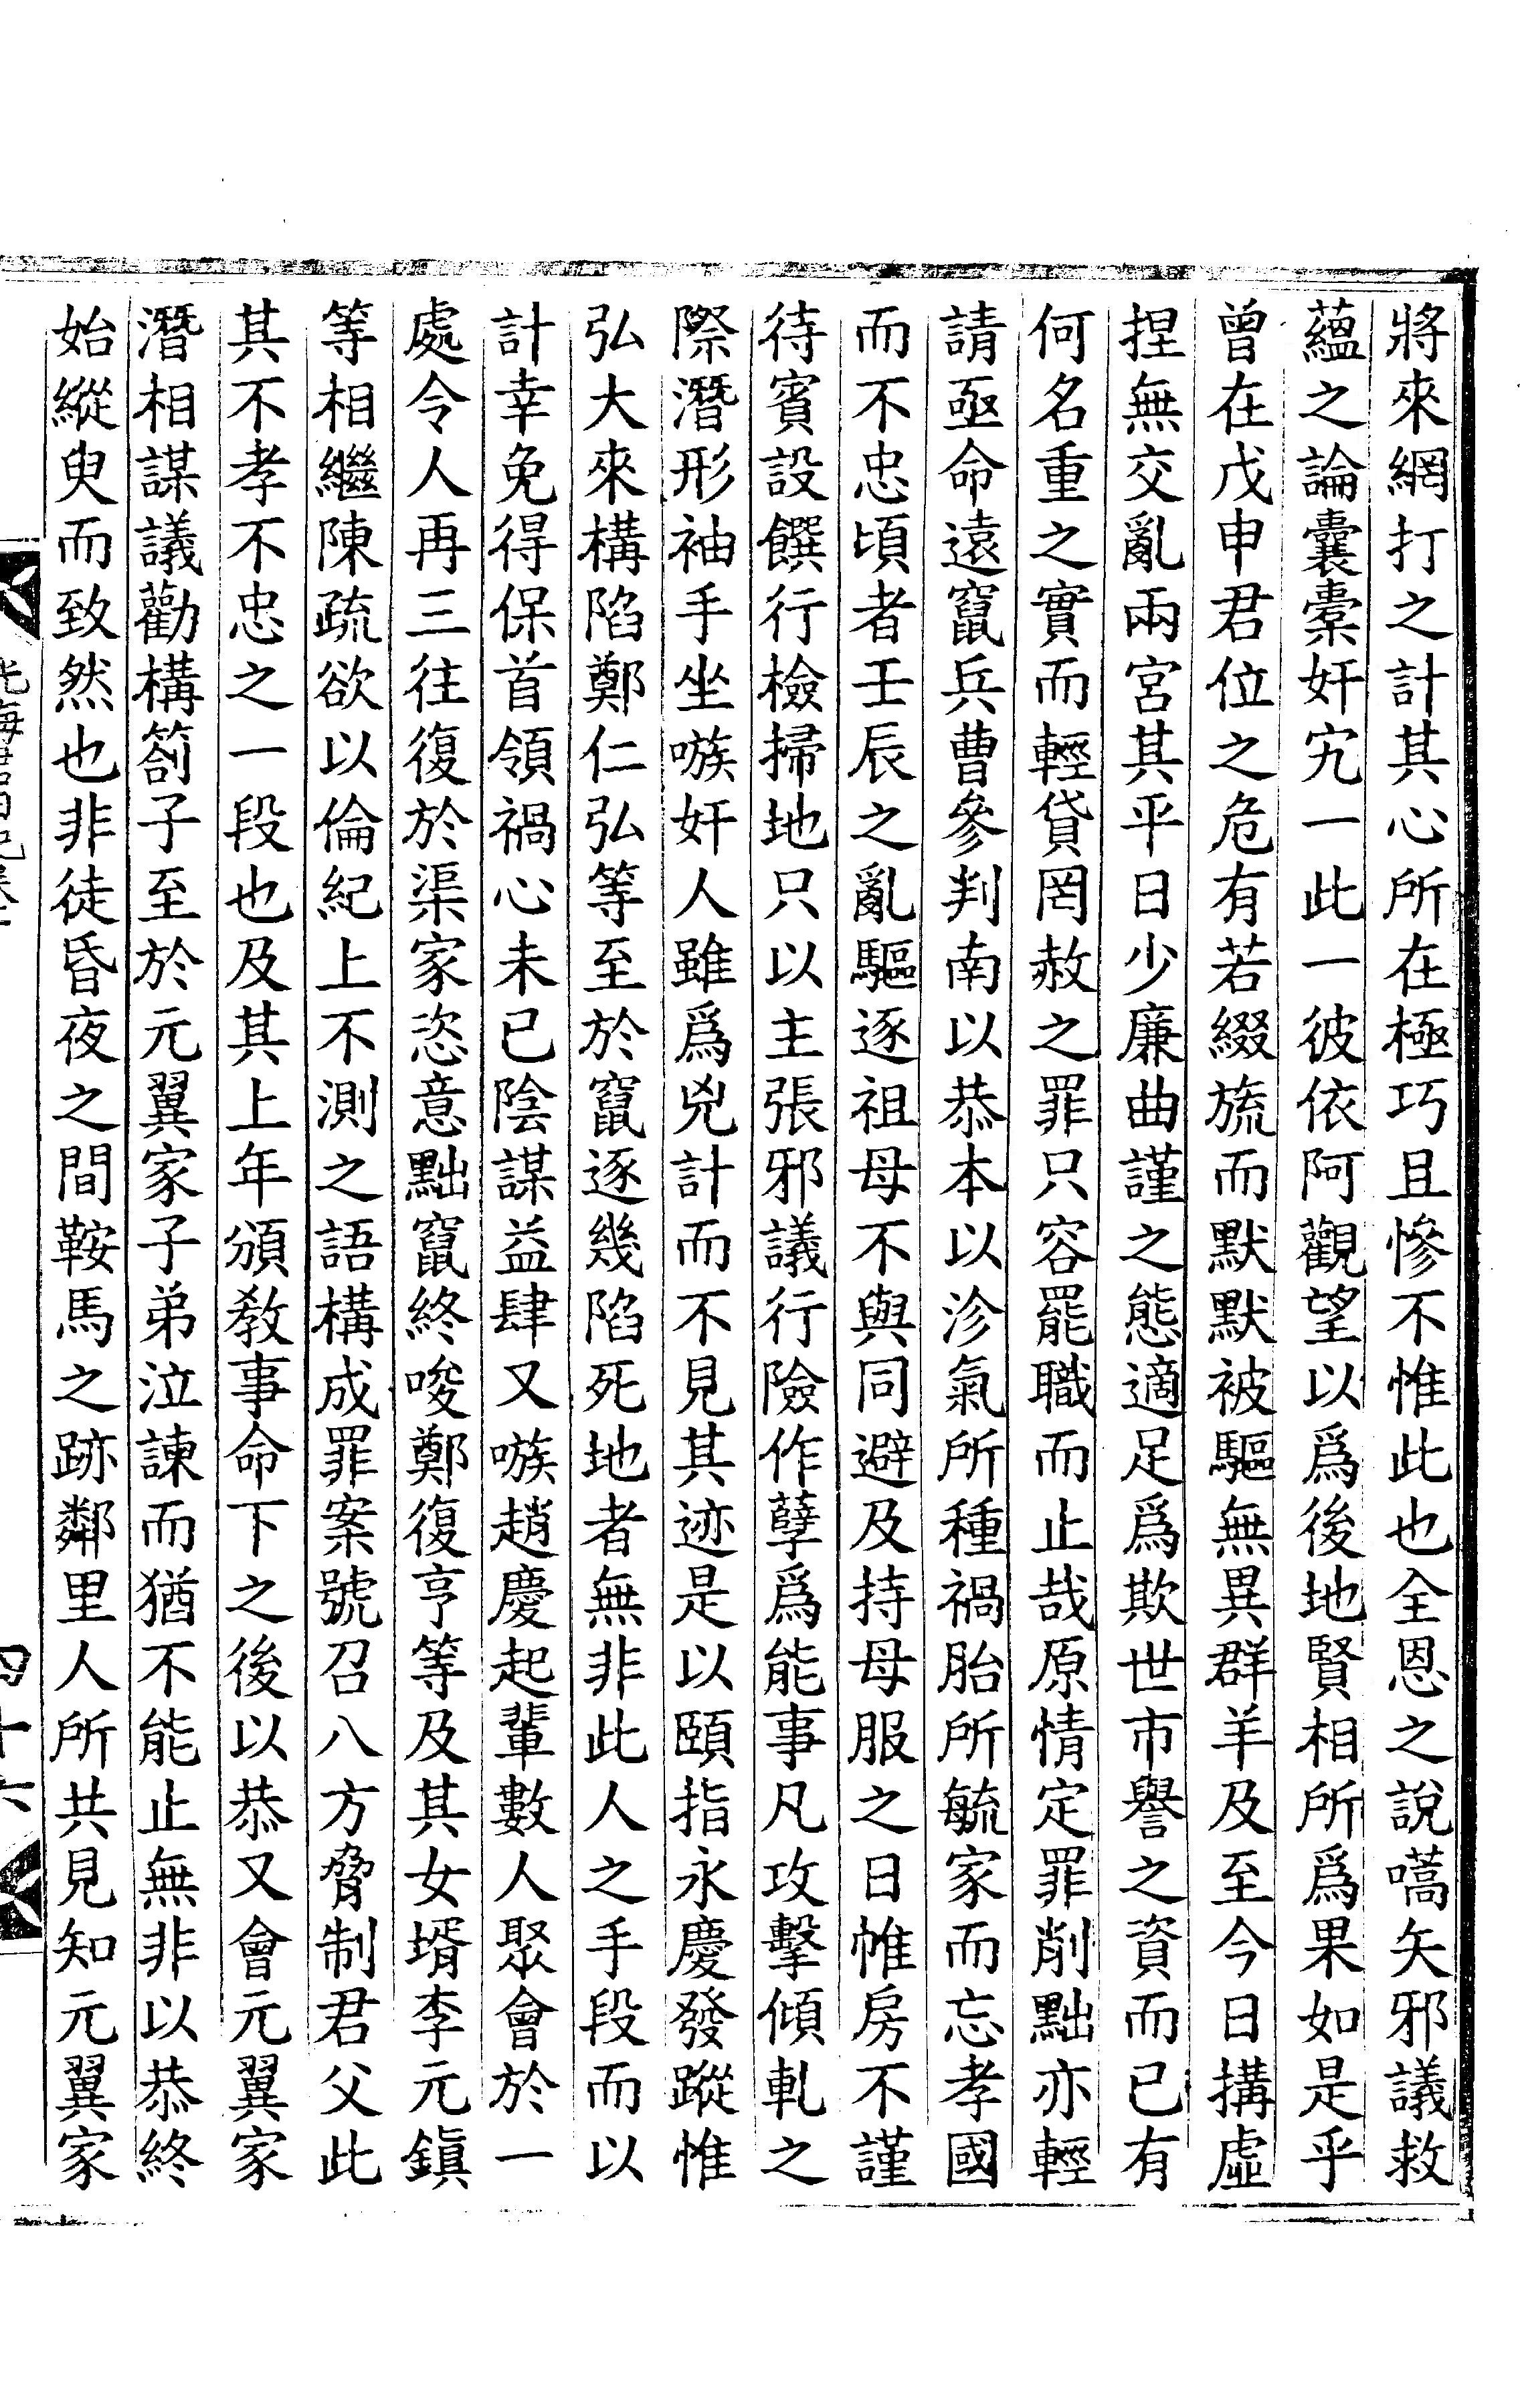 將來網打之計其心所在極巧且慘不惟此也全恩之說嚆矢邪議救
蘊之論囊橐奸宄一此一彼依阿觀望以爲後地賢相所爲果如是乎
曾在戊申君位之危有若綴旒而默默被驅無異群羊及至今日搆虛
捏無交亂兩宮其平日少廉曲謹之態適足爲欺世市譽之資而已有
何名重之實而輕貸罔赦之罪只容罷職而止哉原情定罪削黜亦輕
請亟命遠竄兵曹參判南以恭本以沴氣所種禍胎所毓家而忘孝國
而不忠頃者壬辰之亂驅逐祖母不與同避及持母服之日帷房不謹
待賓設饌行檢掃地只以主張邪議行險作孽爲能事凡攻擊傾軋之
際潛形袖手坐嗾奸人雖爲兇計而不見其迹是以頤指永慶發蹤惟
弘大來構陷鄭仁弘等至於竄逐幾陷死地者無非此人之手段而以
計幸免得保首領禍心未已陰謀益肆又嗾趙慶起輩數人聚會於一
處令人再三往復於渠家恣意黜竄終唆鄭復亨等及其女壻李元鎭
等相繼陳疏欲以倫紀上不測之語構成罪案號召八方脅制君父此
其不孝不忠之一段也及其上年頒教事命下之後以恭又會元翼家
潛相謀議勸構箚子至於元翼家子弟泣諫而猶不能止無非以恭終
始縱臾而致然也非徒昏夜之間鞍馬之跡鄰里人所共見知元翼家
光海君日記卷
四十六